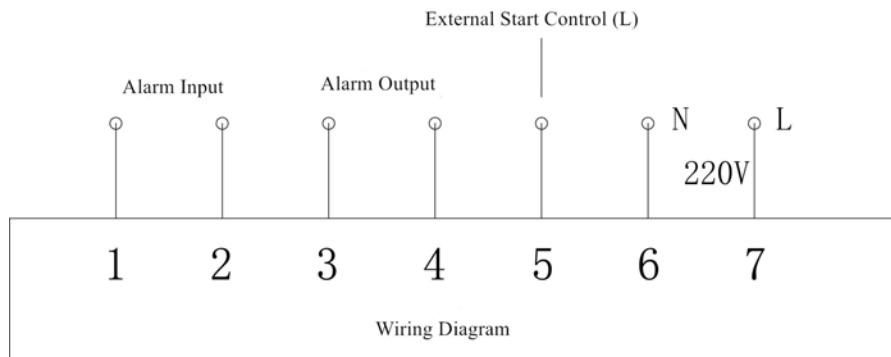 External Start Control (L)
Alarm Input
Alarm Output
N
L
220V
1 2 3 4 5 6 7
Wiring Diagram